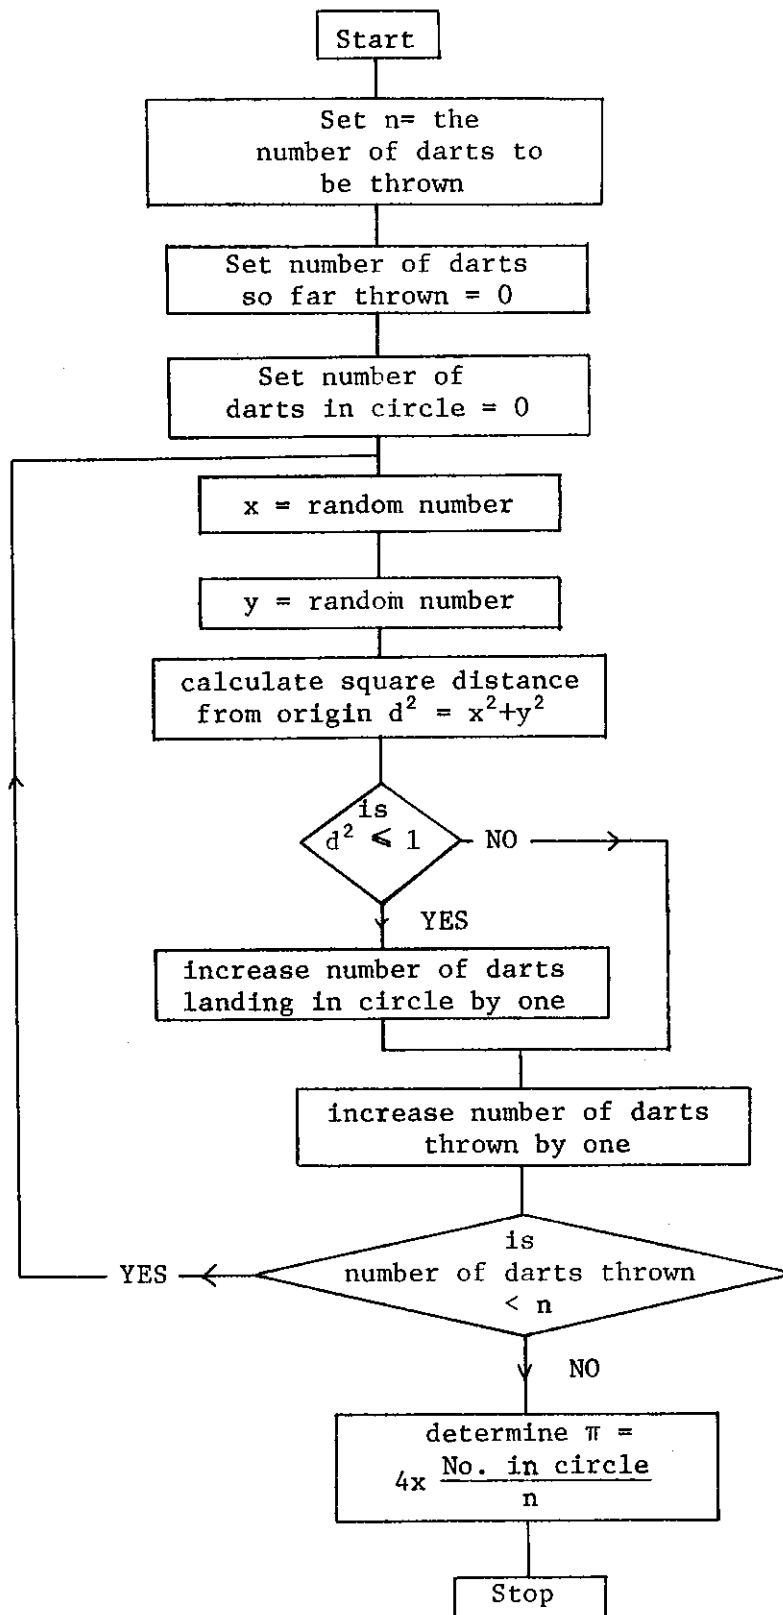 Start
Set n= the
number of darts to
be thrown
Set number of darts
so far thrown = 0
Set number of
darts in circle = 0
x = random number
y = random number
calculate square distance
from origin d² = x²+y²
is
d² ⩽ 1
NO
YES
increase number of darts
landing in circle by one
increase number of darts
thrown by one
is
number of darts thrown
< n
YES
NO
determine π =
4x No. in circle
n
Stop